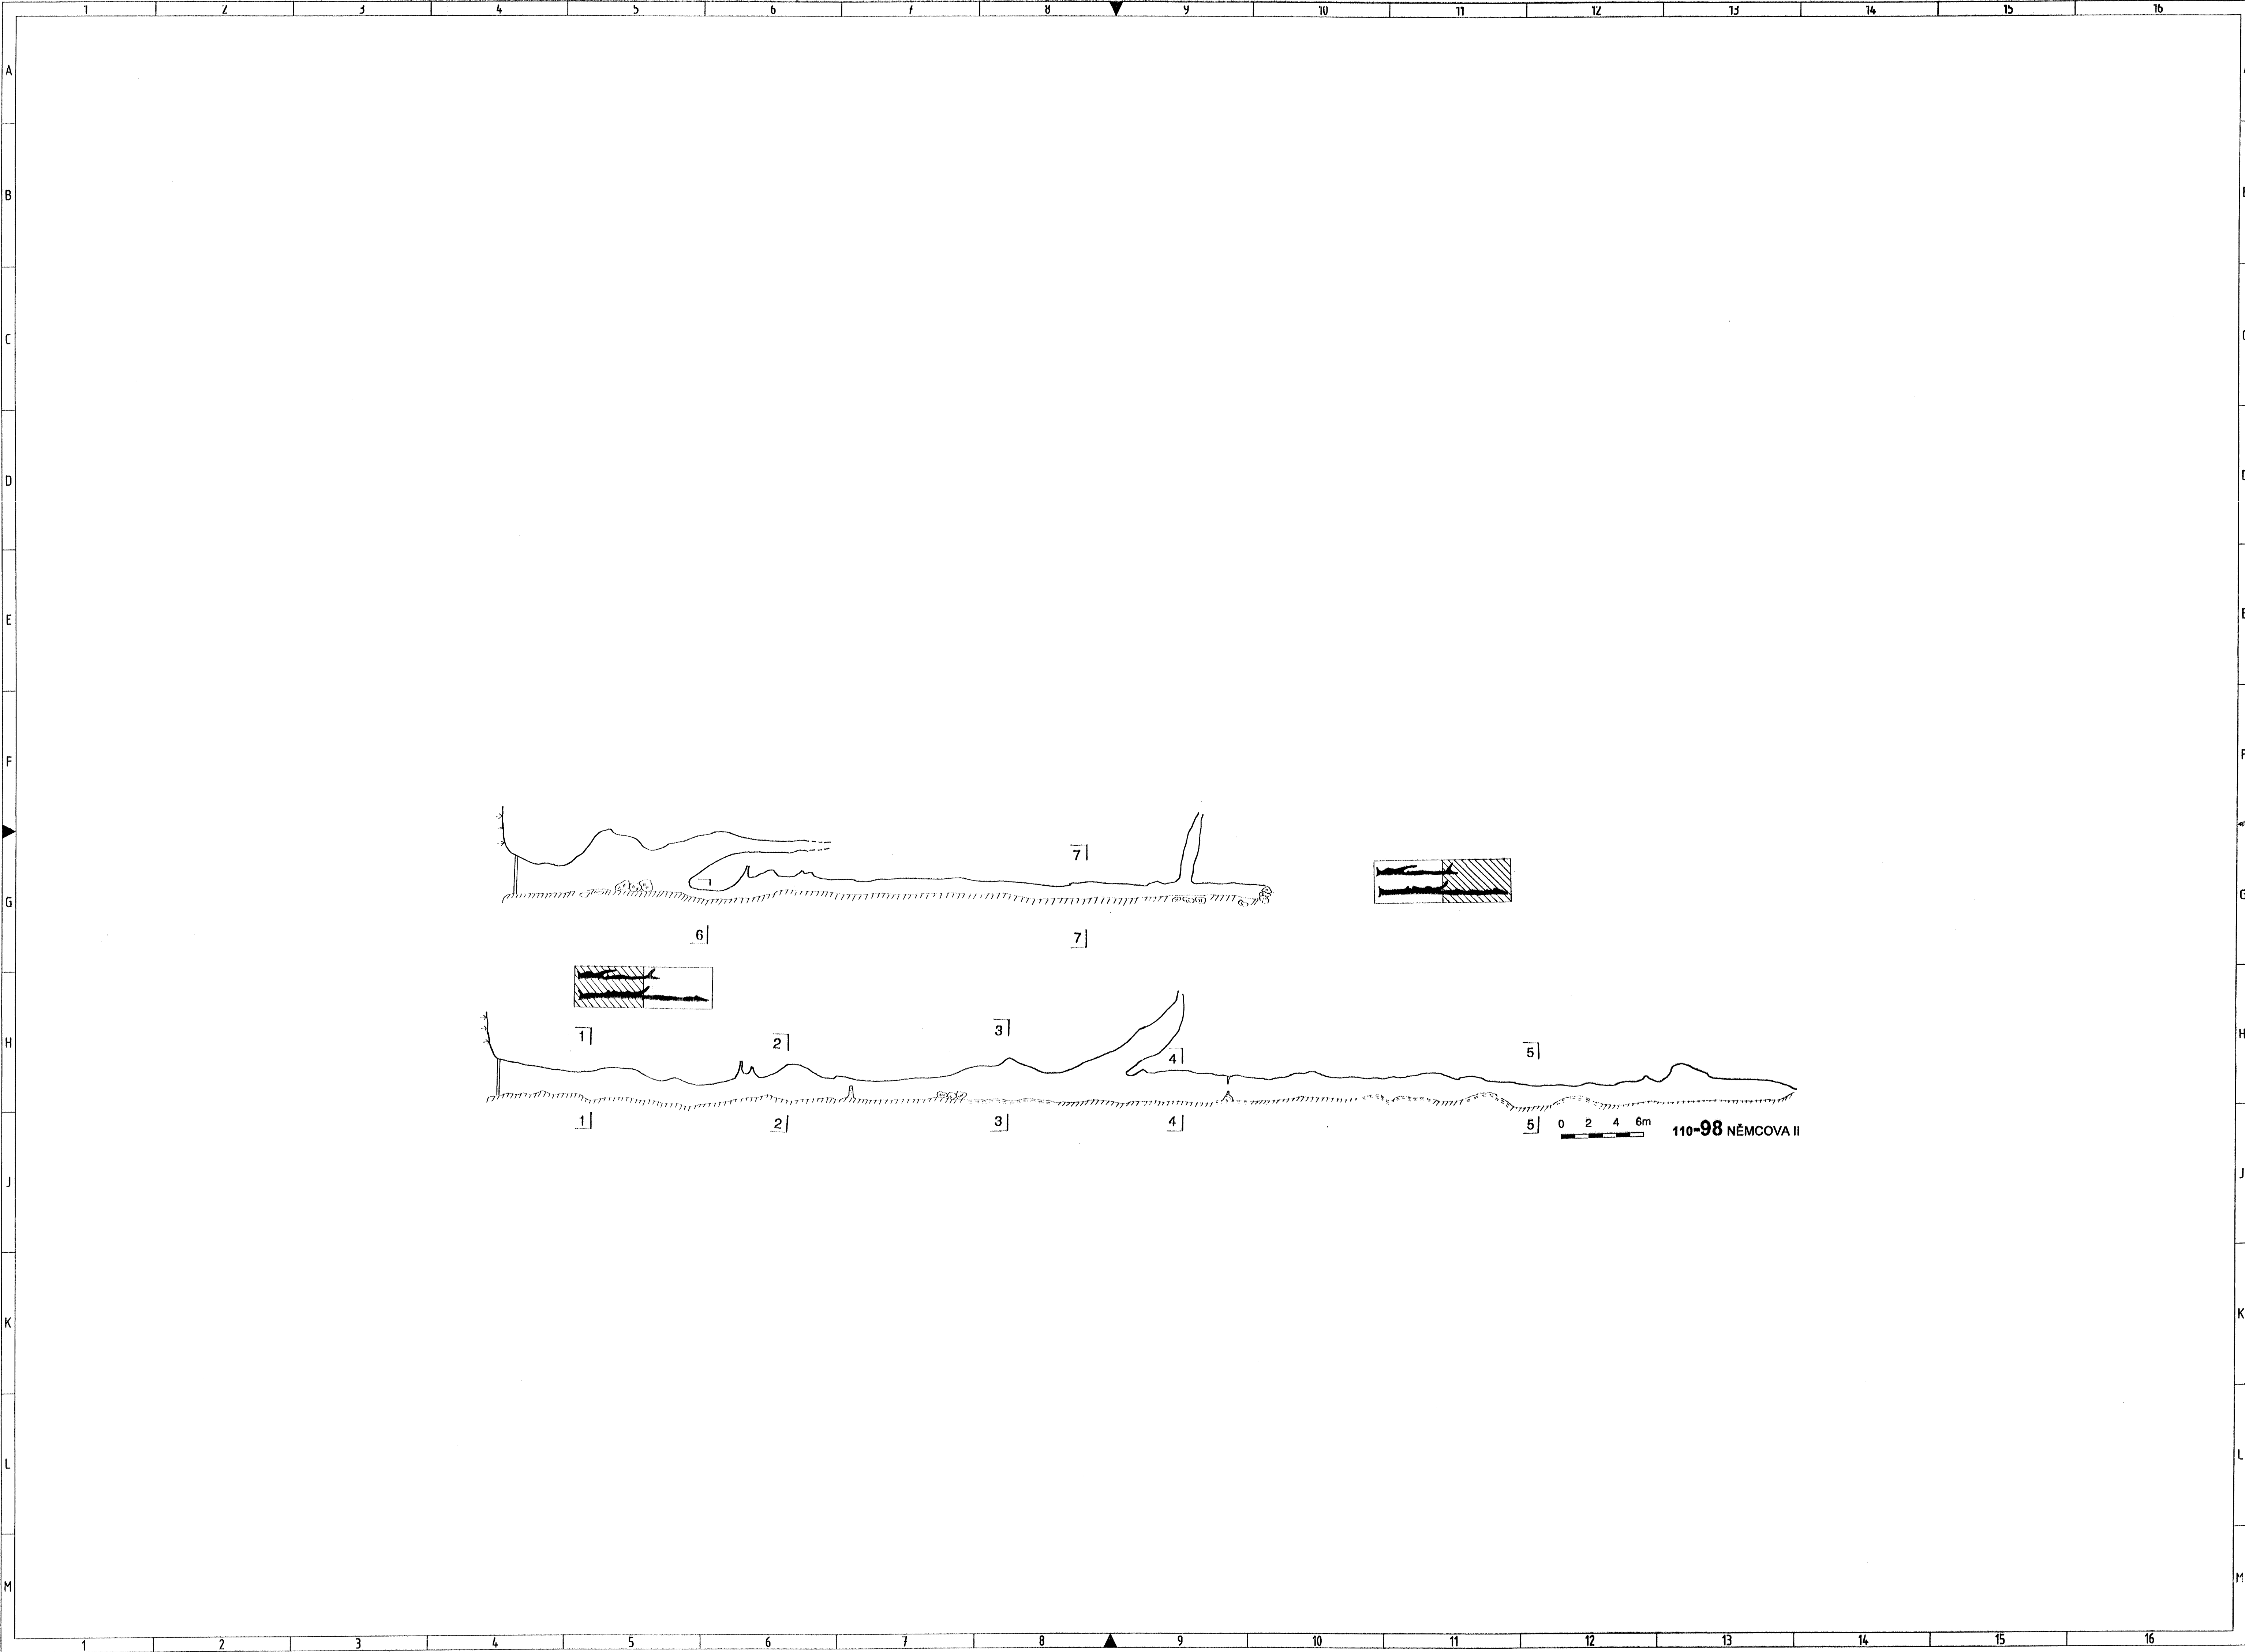 1 2 3 4 5 6 7 8 9 10 11 12 13 14 15 16
A
B
C
D
E
F
7
G G
6 7
1 2 3
H H
4 5
1 2 3 4 5
0 2 4 6m
110-98 NĚMCOVA II
J J
K K
L L
M M
1 2 3 4 5 6 7 8 9 10 11 12 13 14 15 16